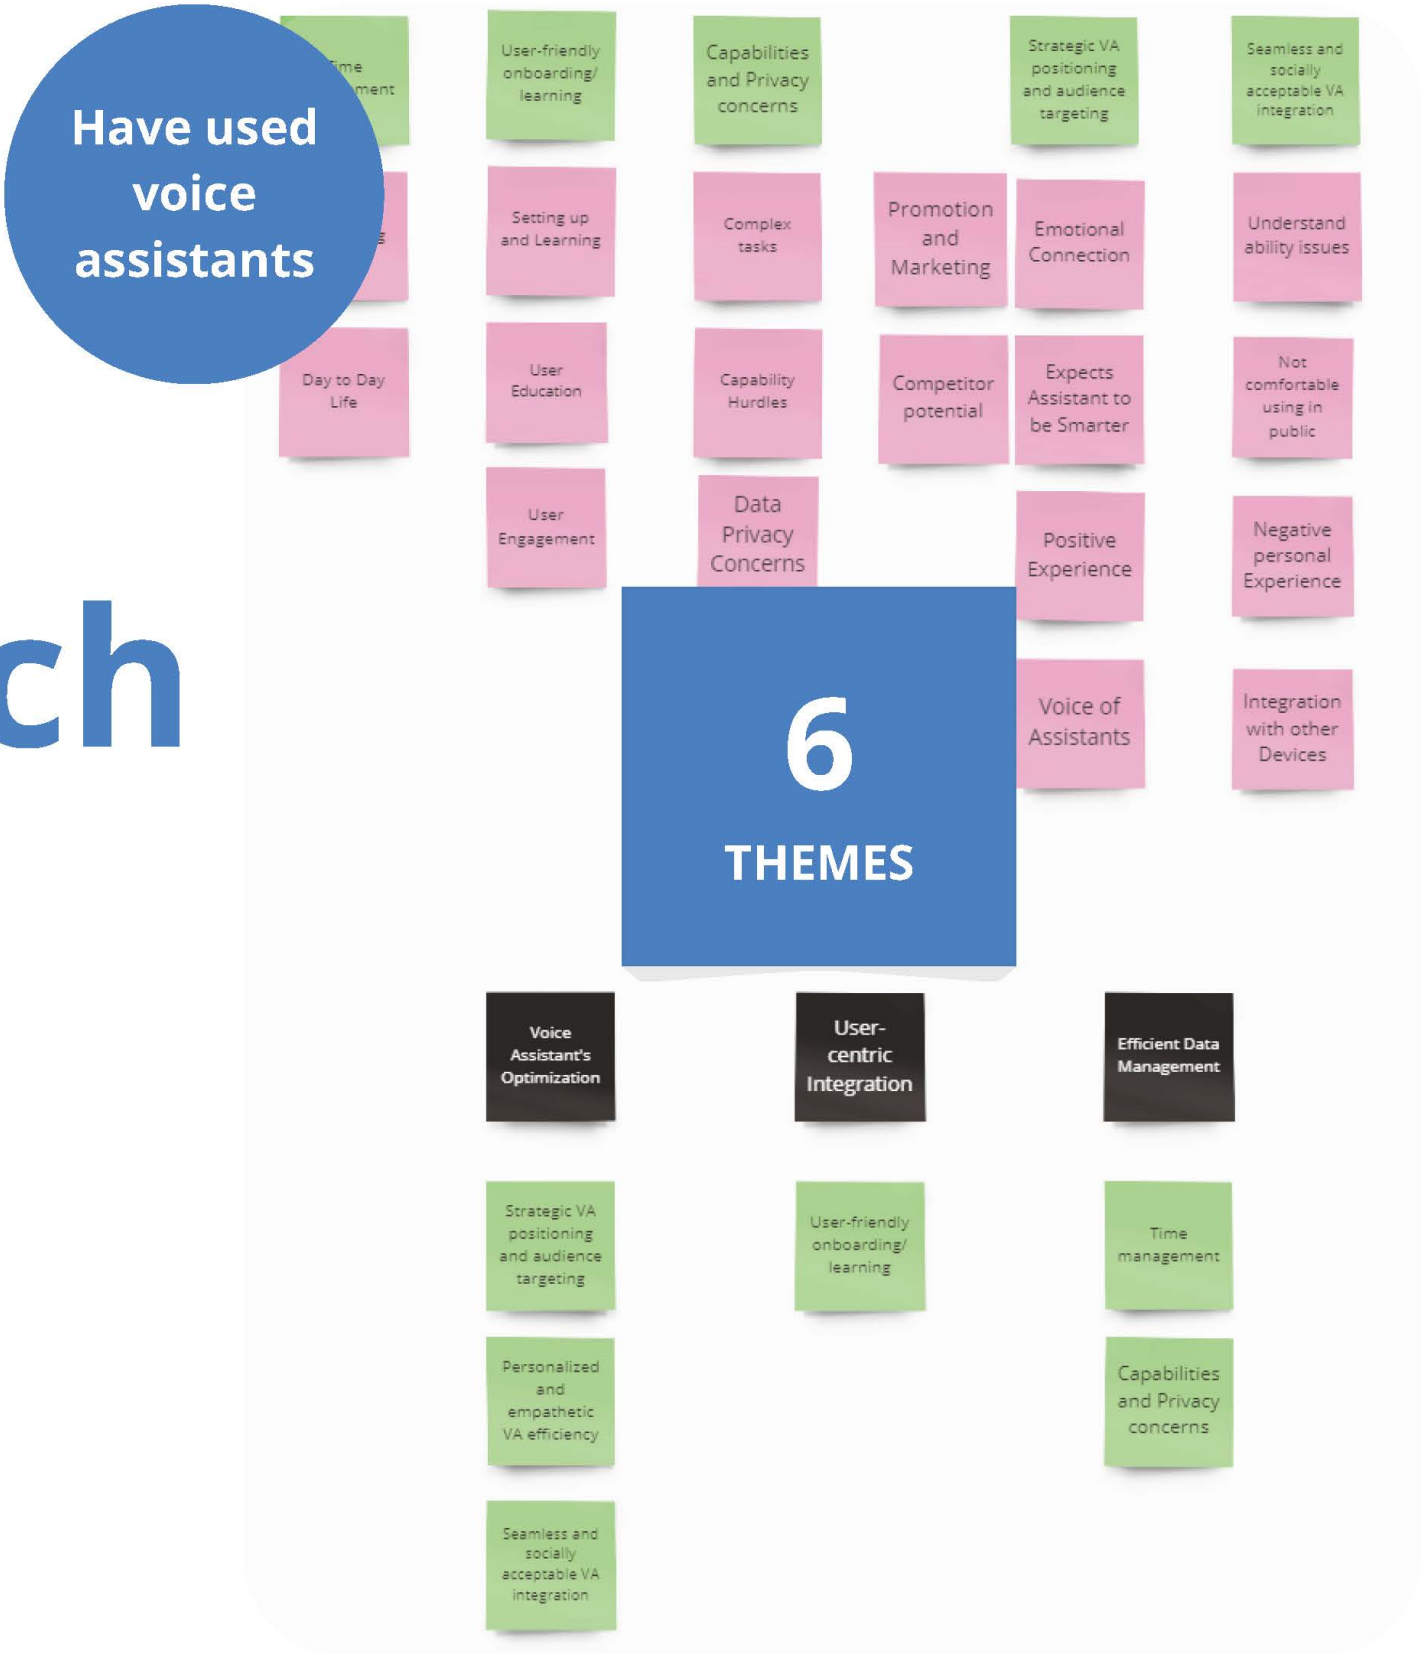 Have used
voice
assistants
ime
ment
User-friendly
onboarding/
learning
Capabilities
and Privacy
concerns
Strategic VA
positioning
and audience
targeting
Seamless and
socially
acceptable VA
integration
Setting up
and Learning
Complex
tasks
Promotion
and
Marketing
Emotional
Connection
Understand
ability issues
Day to Day
Life
User
Education
Capability
Hurdles
Competitor
potential
Expects
Assistant to
be Smarter
Not
comfortable
using in
public
User
Engagement
Data
Privacy
Concerns
Positive
Experience
Negative
personal
Experience
ch
6
THEMES
Voice of
Assistants
Integration
with other
Devices
Voice
Assistant's
Optimization
User-
centric
Integration
Efficient Data
Management
Strategic VA
positioning
and audience
targeting
User-friendly
onboarding/
learning
Time
management
Personalized
and
empathetic
VA efficiency
Capabilities
and Privacy
concerns
Seamless and
socially
acceptable VA
integration